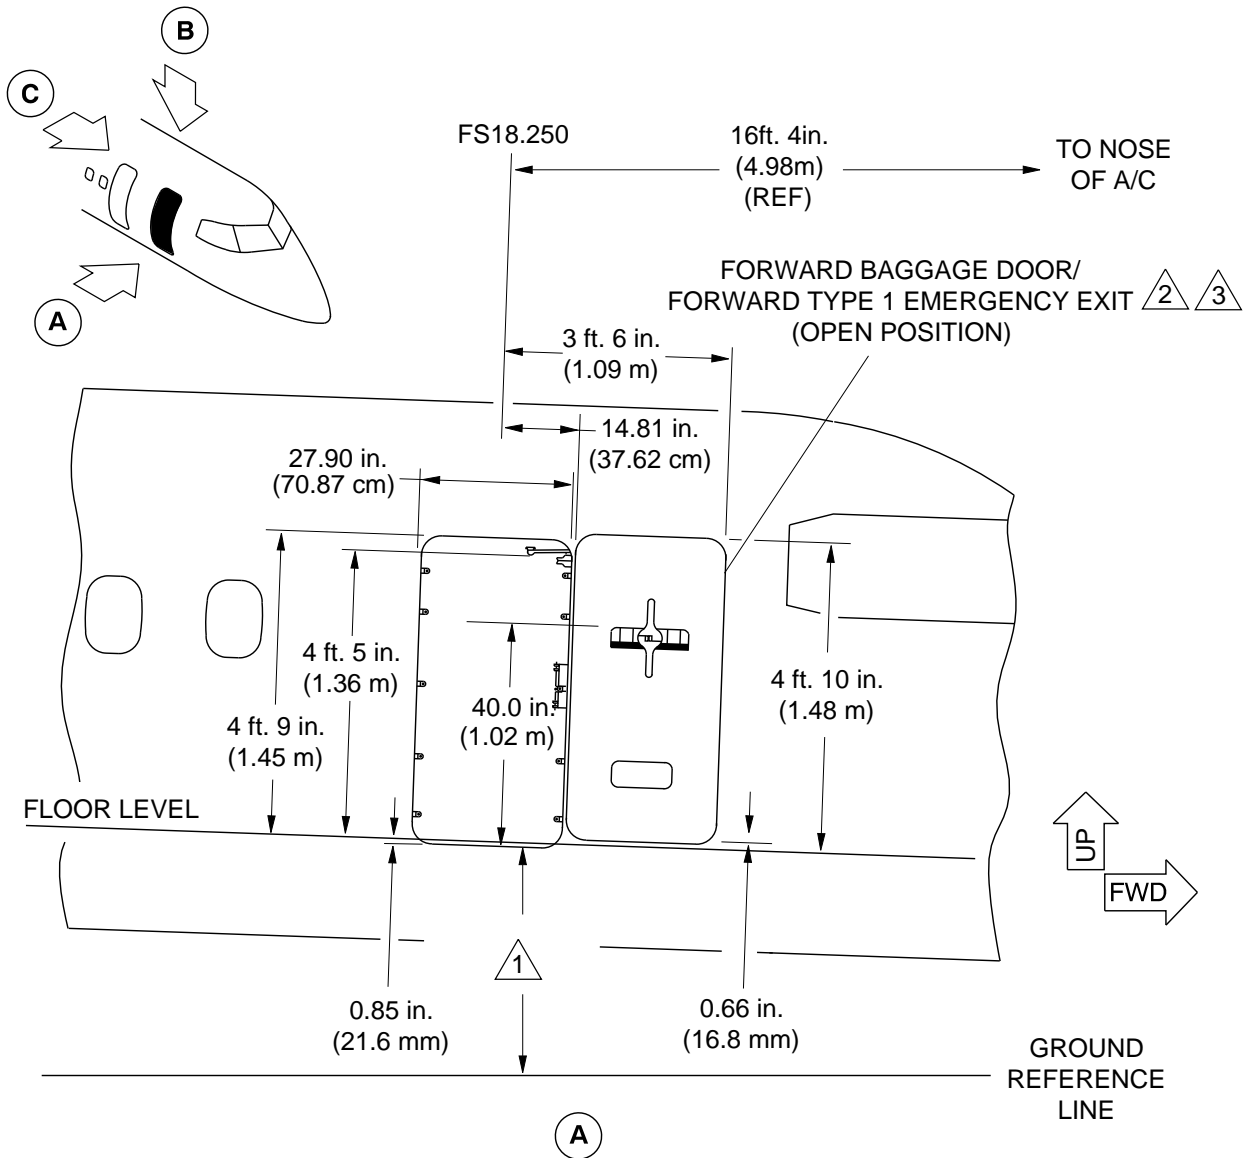 B
C
FS18.250
16ft. 4in.
(4.98m)
(REF)
TO NOSE
OF A/C
A
FORWARD BAGGAGE DOOR/
FORWARD TYPE 1 EMERGENCY EXIT 2 3
(OPEN POSITION)
3 ft. 6 in.
(1.09 m)
14.81 in.
(37.62 cm)
27.90 in.
(70.87 cm)
4 ft. 5 in.
(1.36 m)
4 ft. 9 in.
(1.45 m)
40.0 in.
(1.02 m)
4 ft. 10 in.
(1.48 m)
FLOOR LEVEL
UP
FWD
1
0.85 in.
(21.6 mm)
0.66 in.
(16.8 mm)
GROUND
REFERENCE
LINE
A